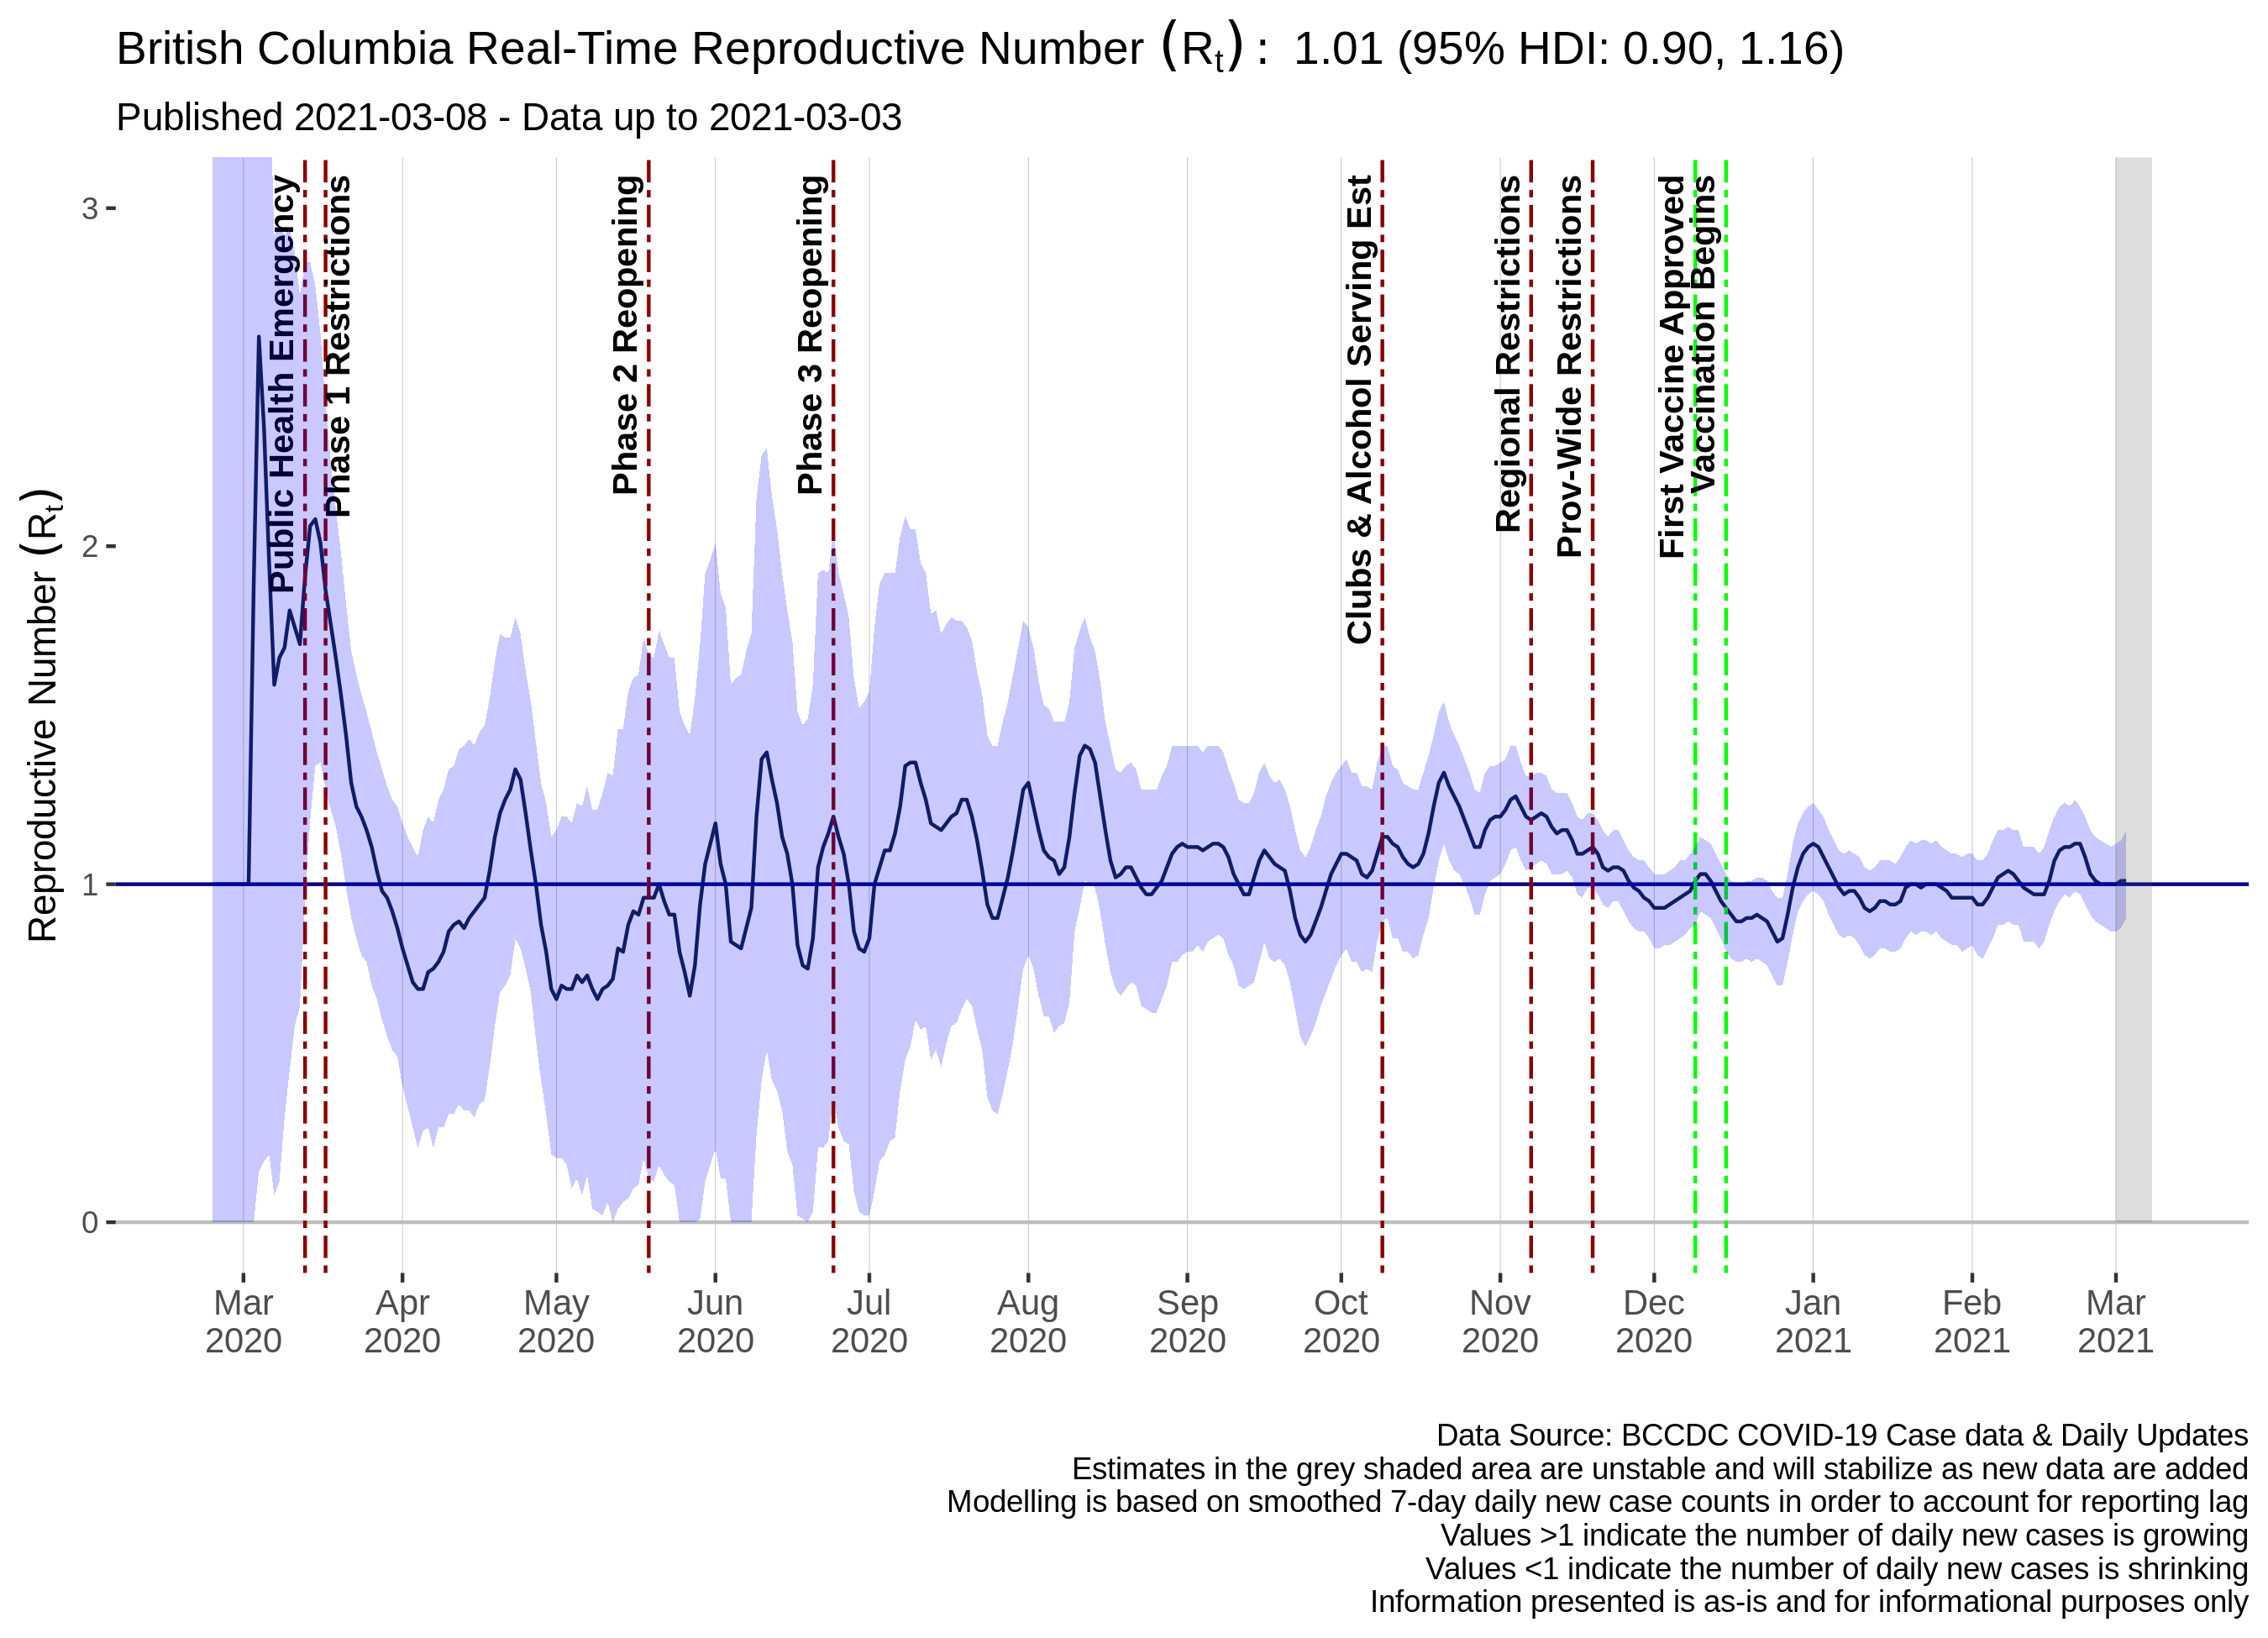 British Columbia Real-Time Reproductive Number (Rt) : 1.01 (95% HDI: 0.90, 1.16)
Published 2021-03-08 - Data up to 2021-03-03
Reproductive Number (Rt)
3
2
1
0
Public Health Emergency
Phase 1 Restrictions
Phase 2 Reopening
Phase 3 Reopening
Clubs & Alcohol Serving Est
Regional Restrictions
Prov-Wide Restrictions
First Vaccine Approved
Vaccination Begins
Mar 2020
Apr 2020
May 2020
Jun 2020
Jul 2020
Aug 2020
Sep 2020
Oct 2020
Nov 2020
Dec 2020
Jan 2021
Feb 2021
Mar 2021
Data Source: BCCDC COVID-19 Case data & Daily Updates
Estimates in the grey shaded area are unstable and will stabilize as new data are added
Modelling is based on smoothed 7-day daily new case counts in order to account for reporting lag
Values >1 indicate the number of daily new cases is growing
Values <1 indicate the number of daily new cases is shrinking
Information presented is as-is and for informational purposes only